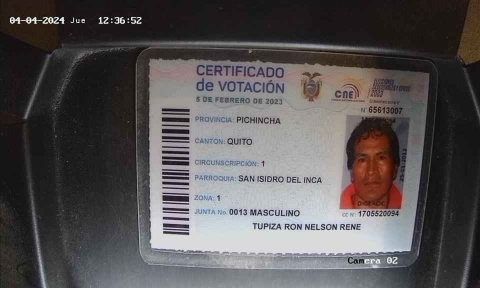 04-04-2024 Jue 12:36:52
CERTIFICADO
de VOTACIÓN
5 DE FEBRERO DE 2023
CNE
N 65613007
PROVINCIA: PICHINCHA
CANTON: QUITO
CIRCUNSCRIPCIÓN: 1
PARROQUIA: SAN ISIDRO DEL INCA
ZONA: 1
JUNTA No. 0013 MASCULINO
CC N: 1705520094
TUPIZA RON NELSON RENE
Camera 02